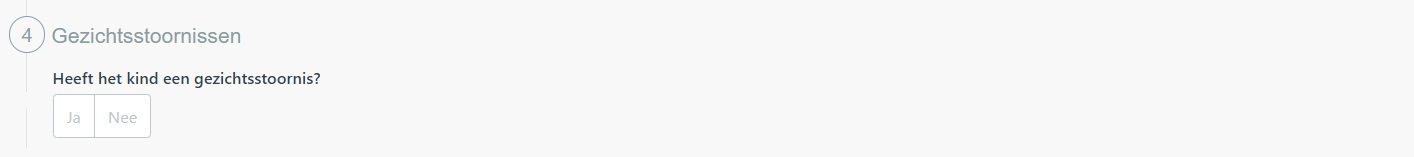 4 Gezichtsstoornissen
Heeft het kind een gezichtsstoornis?
Ja Nee